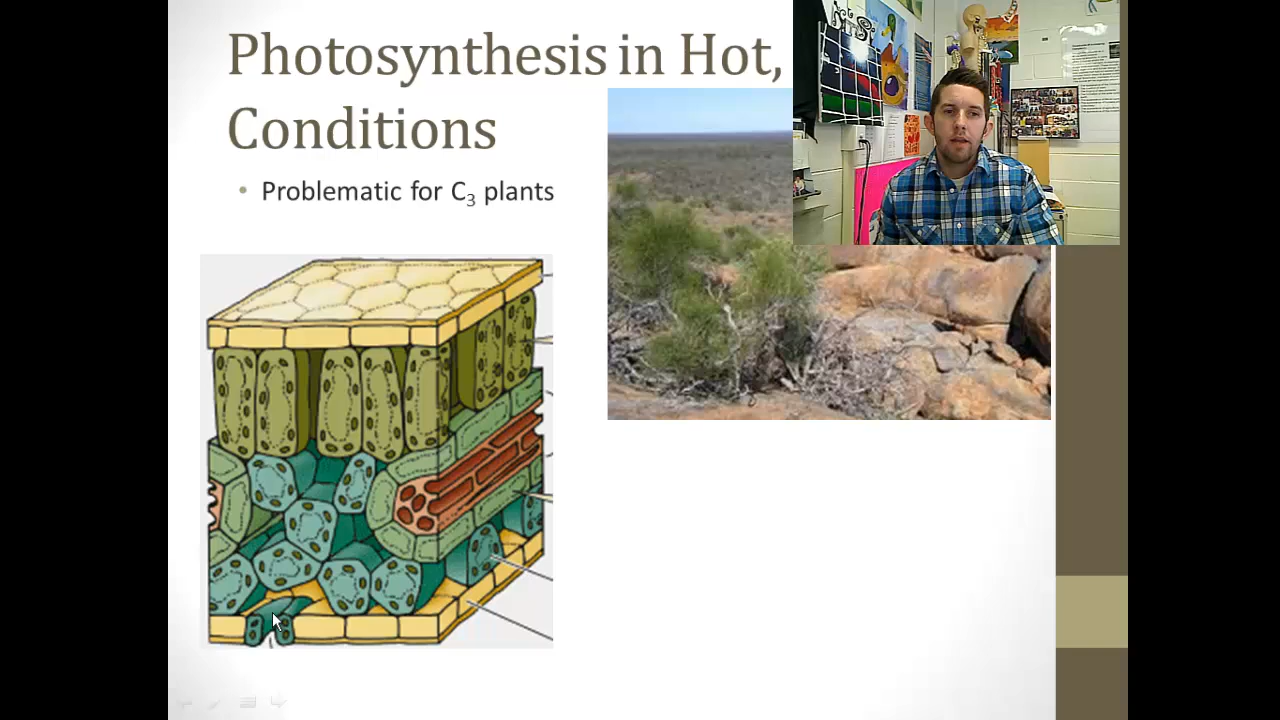 Photosynthesis in Hot,
Conditions
• Problematic for C₃ plants